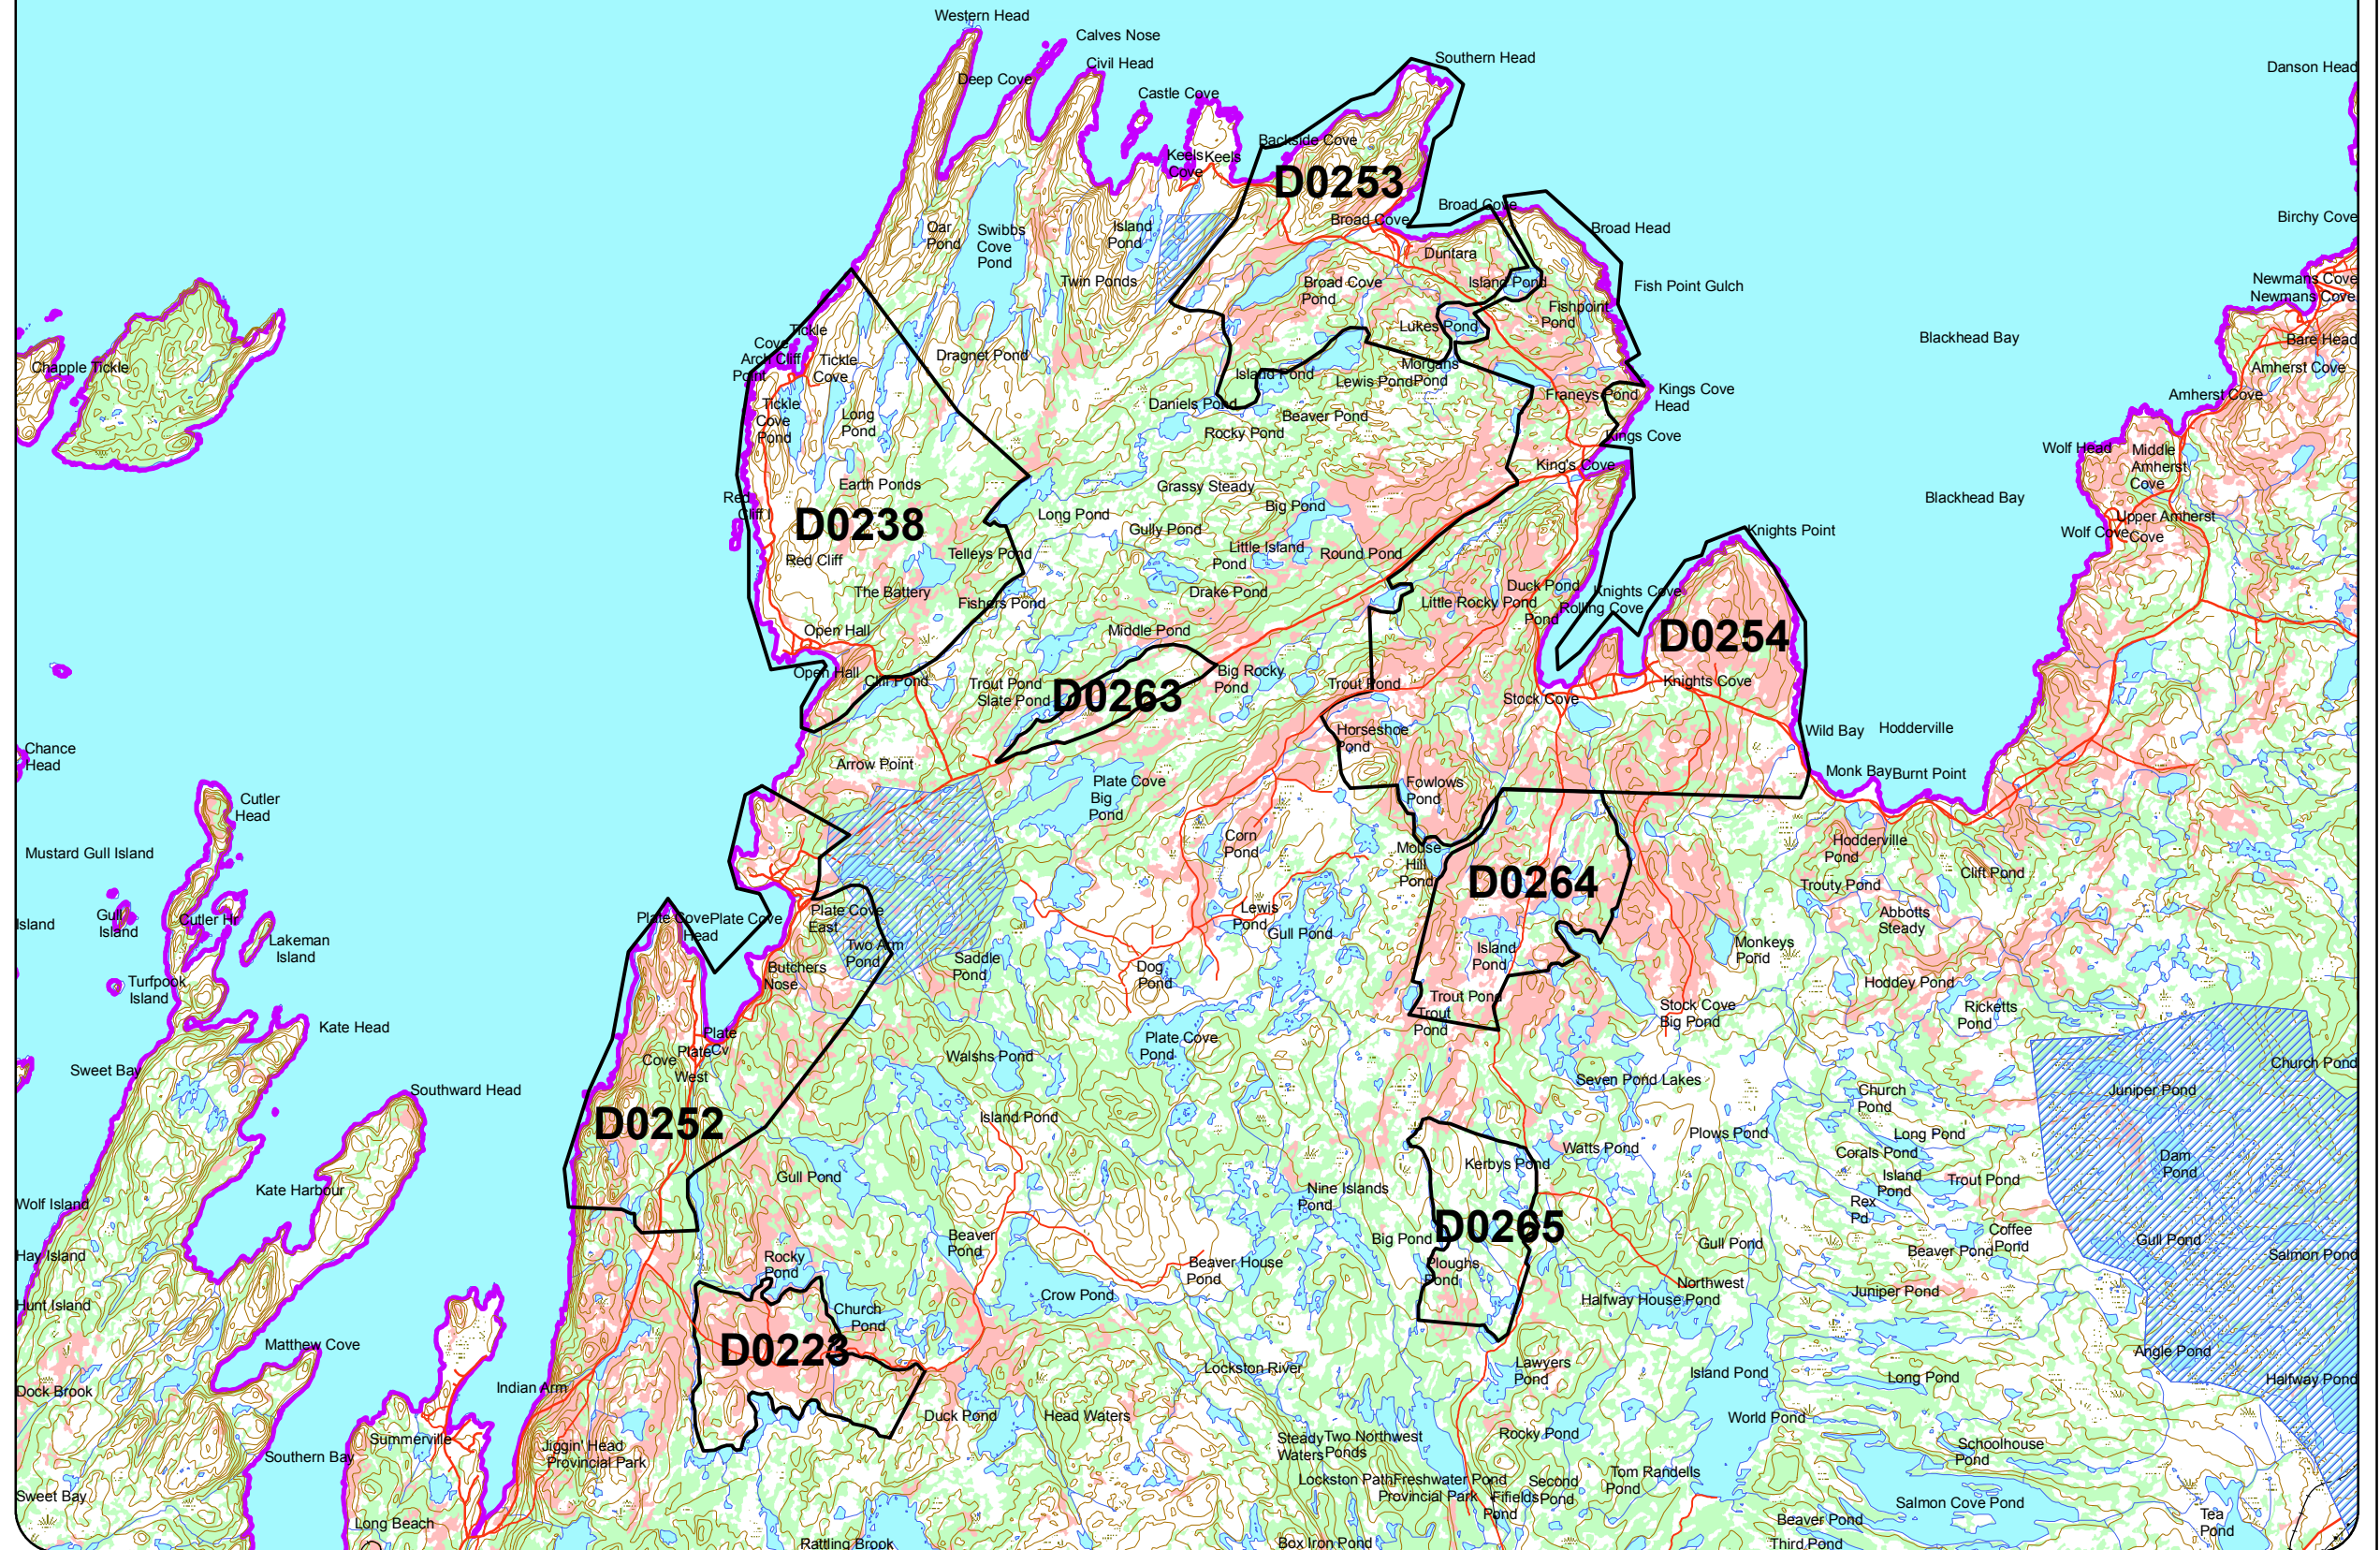 Western Head
Calves Nose
Civil Head
Southern Head
Danson Head
Deep Cove
Castle Cove
Backside Cove
Keels
Cove
Keels
D0253
Broad Cove
Broad Cove
Broad Head
Birchy Cove
Oar
Pond
Swibbs
Cove
Pond
Island
Pond
Duntara
Twin Ponds
Broad Cove
Pond
Island Pond
Fish Point Gulch
Newmans Cove
Newmans Cove
Fishpoint
Pond
Lukes Pond
Blackhead Bay
Bare Head
Tickle
Cove
Arch Cliff
Point
Tickle
Cove
Dragnet Pond
Chapple Tickle
Island Pond
Morgans
Pond
Lewis Pond
Amherst Cove
Kings Cove
Head
Franeys Pond
Amherst Cove
Tickle
Cove
Pond
Long
Pond
Daniels Pond
Beaver Pond
Rocky Pond
Kings Cove
King's Cove
Wolf Head
Middle
Amherst
Cove
Earth Ponds
Grassy Steady
Red
Cliff I
Big Pond
Blackhead Bay
D0238
Long Pond
Gully Pond
Upper Amherst
Cove
Wolf Cove
Knights Point
Red Cliff
Telleys Pond
Little Island
Pond
Round Pond
The Battery
Fishers Pond
Drake Pond
Duck Pond
Little Rocky Pond
Pond
Knights Cove
Rolling Cove
Open Hall
Middle Pond
D0254
Open Hall
Cliff Pond
Trout Pond
Slate Pond
D0263
Big Rocky
Pond
Trout Pond
Stock Cove
Knights Cove
Horseshoe
Pond
Wild Bay
Hodderville
Chance
Head
Arrow Point
Plate Cove
Big
Pond
Fowlows
Pond
Monk Bay
Burnt Point
Cutler
Head
Corn
Pond
Mouse
Hill
Pond
Hodderville
Pond
Mustard Gull Island
D0264
Clift Pond
Trouty Pond
Island
Gull
Island
Cutler Hr
Lakeman
Island
Plate Cove
Head
Plate Cove
Plate Cove
East
Two Arm
Pond
Lewis
Pond
Gull Pond
Abbotts
Steady
Island
Pond
Monkeys
Pond
Turfpook
Island
Butchers
Nose
Saddle
Pond
Dog
Pond
Hoddey Pond
Trout Pond
Trout
Pond
Stock Cove
Big Pond
Ricketts
Pond
Kate Head
Plate
Cv
Plate
Cove
West
Walshs Pond
Plate Cove
Pond
Sweet Bay
Seven Pond Lakes
Church Pond
Juniper Pond
Church
Pond
Southward Head
D0252
Island Pond
Plows Pond
Long Pond
Watts Pond
Corals Pond
Kerbys Pond
Dam
Pond
Gull Pond
Kate Harbour
Nine Islands
Pond
Island
Pond
Trout Pond
Rex
Pd
Wolf Island
D0265
Coffee
Pond
Beaver
Pond
Big Pond
Gull Pond
Beaver Pond
Gull Pond
Salmon Pond
Hay Island
Rocky
Pond
Beaver House
Pond
Ploughs
Pond
Northwest
Halfway House Pond
Juniper Pond
Hunt Island
Church
Pond
Crow Pond
Matthew Cove
D0223
Angle Pond
Lockston River
Lawyers
Pond
Island Pond
Long Pond
Halfway Pond
Dock Brook
Indian Arm
Duck Pond
Head Waters
World Pond
Summerville
Southern Bay
Jiggin' Head
Provincial Park
Steady
Waters
Two Northwest
Ponds
Rocky Pond
Schoolhouse
Pond
Lockston Path
Provincial Park
Freshwater Pond
Second
Pond
Fifields
Pond
Tom Randells
Pond
Sweet Bay
Salmon Cove Pond
Long Beach
Beaver Pond
Tea
Pond
Rattling Brook
Box Iron Pond
Third Pond